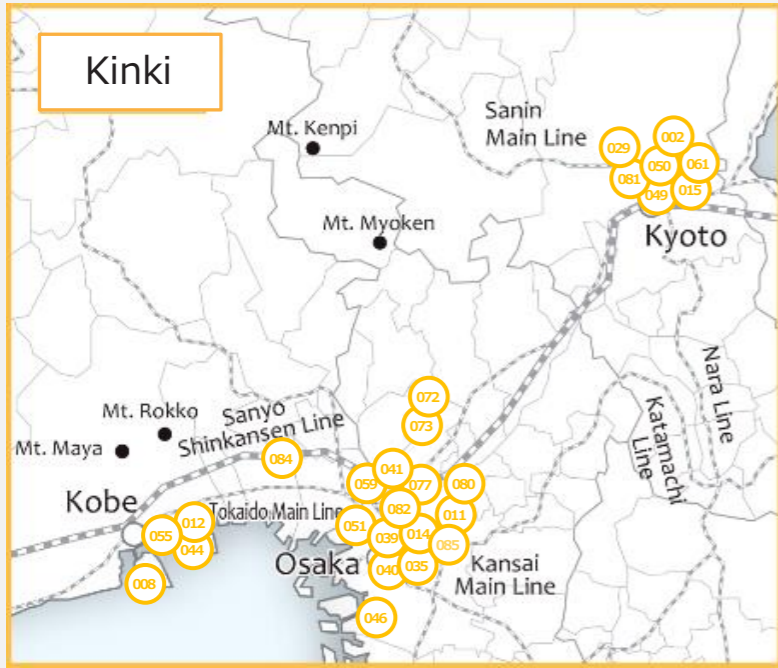 Kinki
Mt. Kenpi
Sanin
Main Line
002
029
050
061
081
049
015
Mt. Myoken
Kyoto
Nara Line
Katamachi
Line
072
073
Mt. Rokko
Mt. Maya
Sanyo
Shinkansen Line
084
041
059
077
080
082
Kobe
Tokaido Main Line
012
055
044
051
011
039
014
085
Osaka
040
035
Kansai
Main Line
008
046